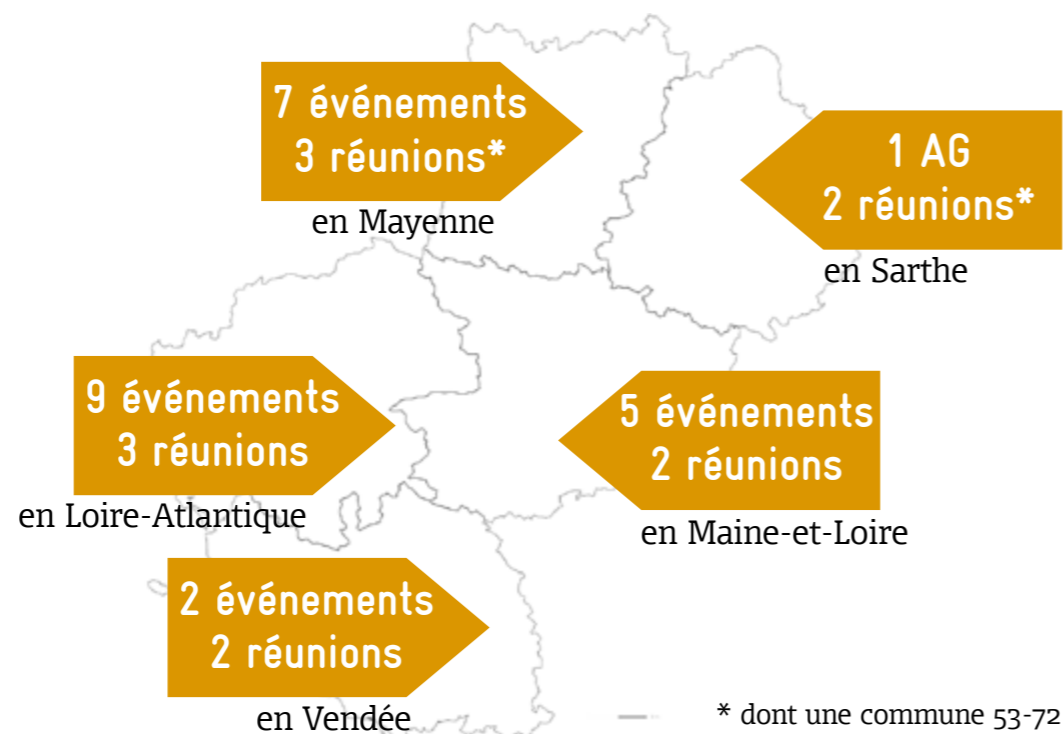 7 événements
3 réunions*
en Mayenne
1 AG
2 réunions*
en Sarthe
9 événements
3 réunions
en Loire-Atlantique
5 événements
2 réunions
en Maine-et-Loire
2 événements
2 réunions
en Vendée
* dont une commune 53-72